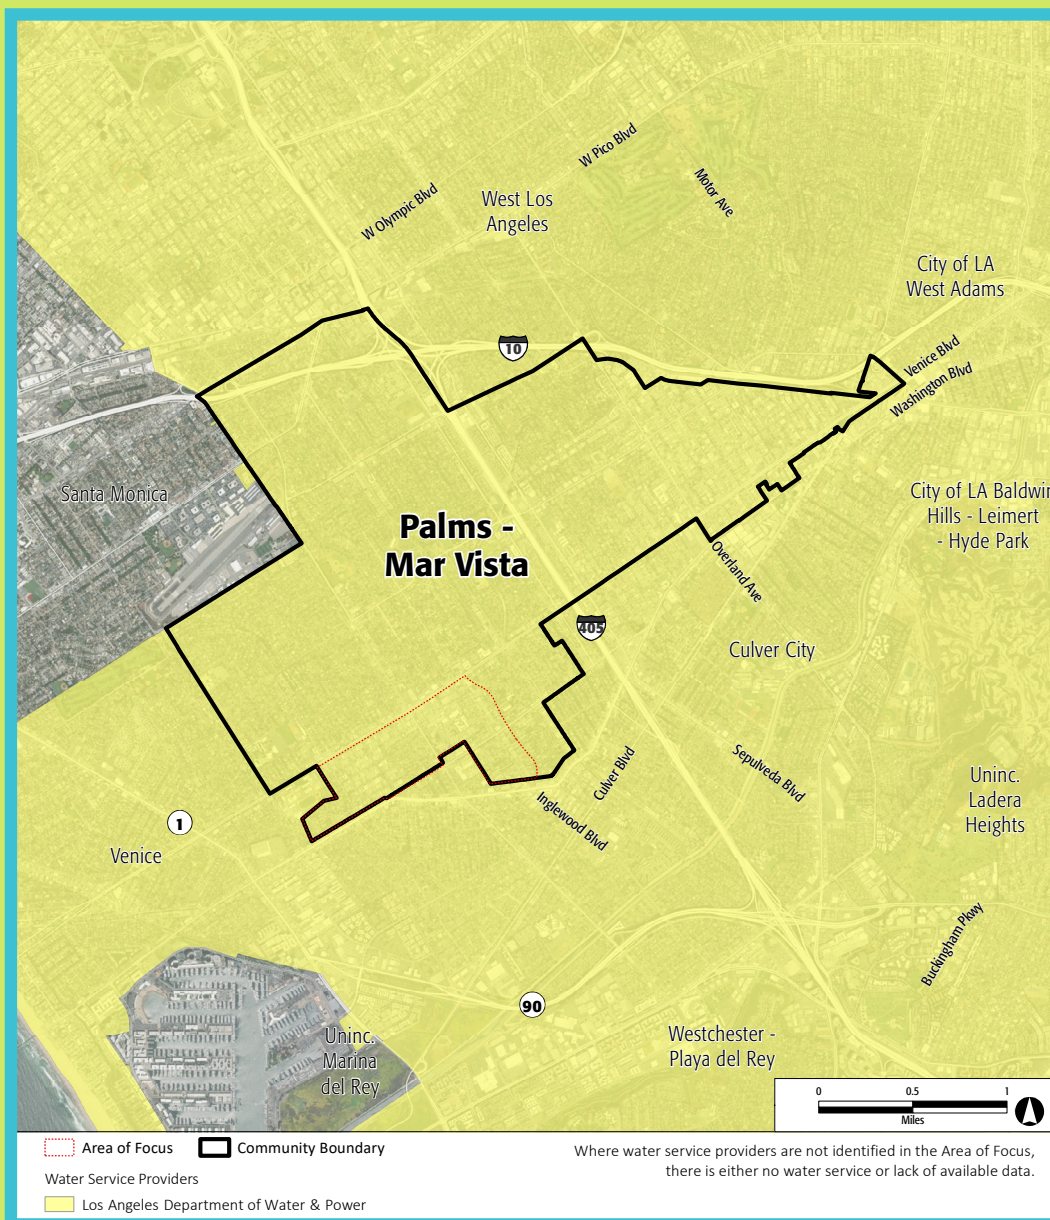 W Pico Blvd
W Olympic Blvd
Motor Ave
West Los
Angeles
City of LA
West Adams
10
Venice Blvd
Washington Blvd
Santa Monica
City of LA Baldwin
Hills - Leimert
- Hyde Park
Palms -
Mar Vista
Overland Ave
405
Culver City
Culver Blvd
Sepulveda Blvd
Inglewood Blvd
Uninc.
Ladera
Heights
1
Venice
Buckingham Pkwy
90
Uninc.
Marina
del Rey
Westchester -
Playa del Rey
0 0.5 1
Miles
Area of Focus Community Boundary
Where water service providers are not identified in the Area of Focus,
there is either no water service or lack of available data.
Water Service Providers
Los Angeles Department of Water & Power